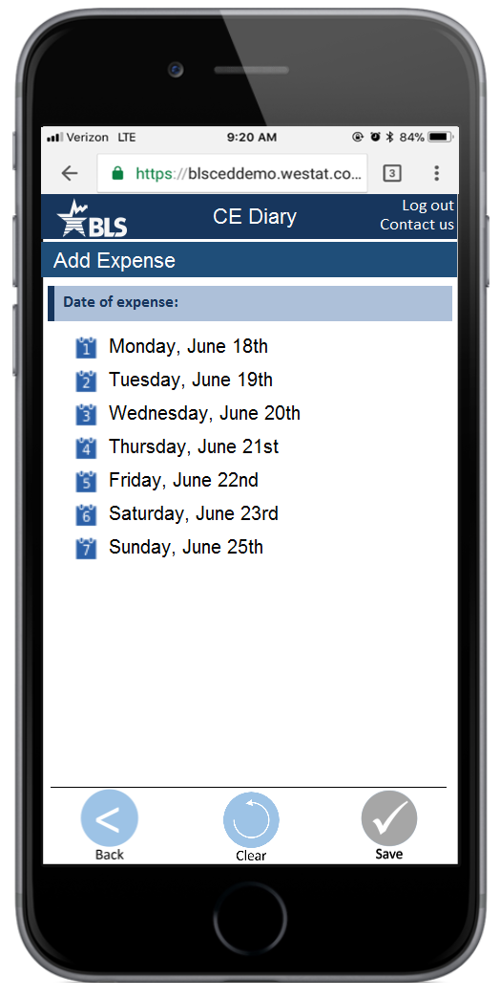 Verizon LTE 9:20 AM 84%
https://blsceddemo.westat.co... 3
BLS CE Diary Log out
Contact us
Add Expense
Date of expense:
1 Monday, June 18th
2 Tuesday, June 19th
3 Wednesday, June 20th
4 Thursday, June 21st
5 Friday, June 22nd
6 Saturday, June 23rd
7 Sunday, June 25th
< Back Clear Save